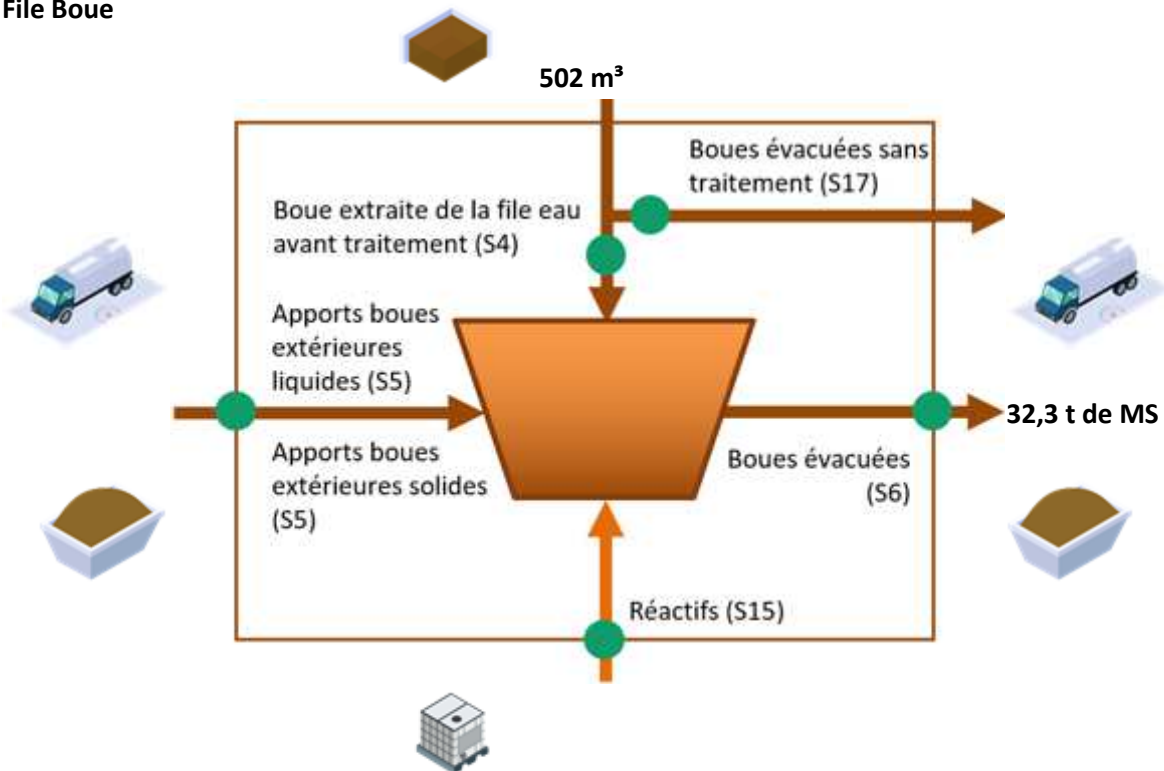 File Boue
502 m³
Boues évacuées sans
traitement (S17)
Boue extraite de la file eau
avant traitement (S4)
Apports boues
extérieures
liquides (S5)
32,3 t de MS
Apports boues
extérieures solides
(S5)
Boues évacuées
(S6)
Réactifs (S15)